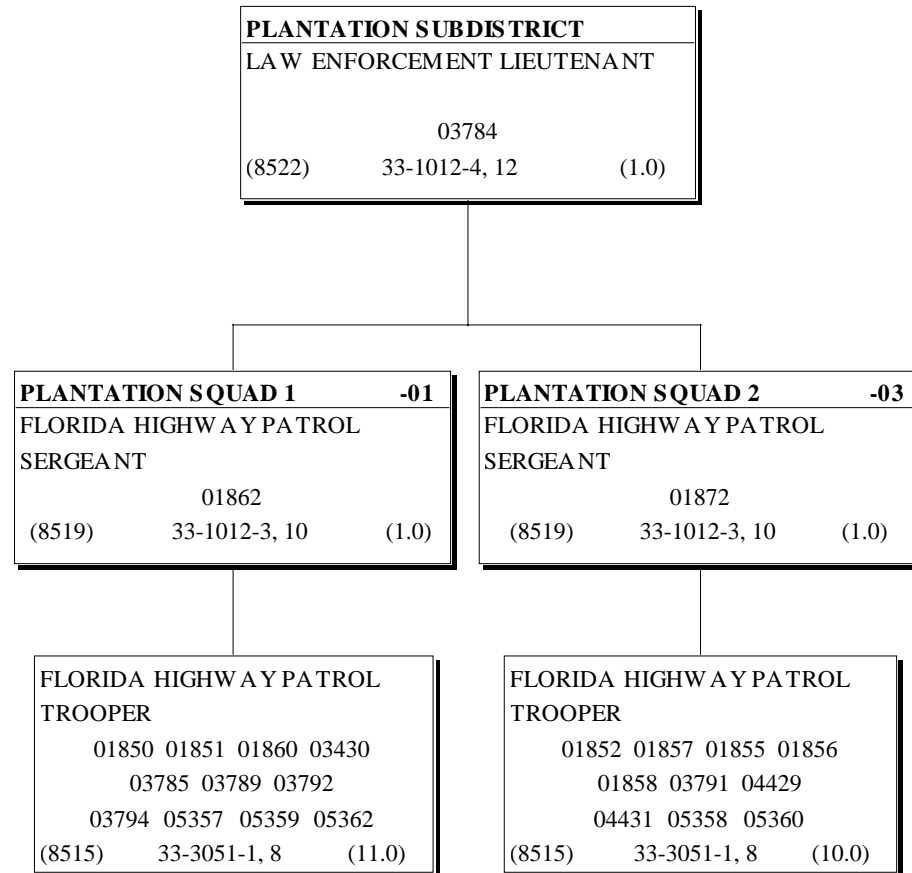 PLANTATION SUBDISTRICT
LAW ENFORCEMENT LIEUTENANT
03784
(8522) 33-1012-4, 12 (1.0)
PLANTATION SQUAD 1 -01
FLORIDA HIGHWAY PATROL
SERGEANT
01862
(8519) 33-1012-3, 10 (1.0)
PLANTATION SQUAD 2 -03
FLORIDA HIGHWAY PATROL
SERGEANT
01872
(8519) 33-1012-3, 10 (1.0)
FLORIDA HIGHWAY PATROL
TROOPER
01850 01851 01860 03430
03785 03789 03792
03794 05357 05359 05362
(8515) 33-3051-1, 8 (11.0)
FLORIDA HIGHWAY PATROL
TROOPER
01852 01857 01855 01856
01858 03791 04429
04431 05358 05360
(8515) 33-3051-1, 8 (10.0)